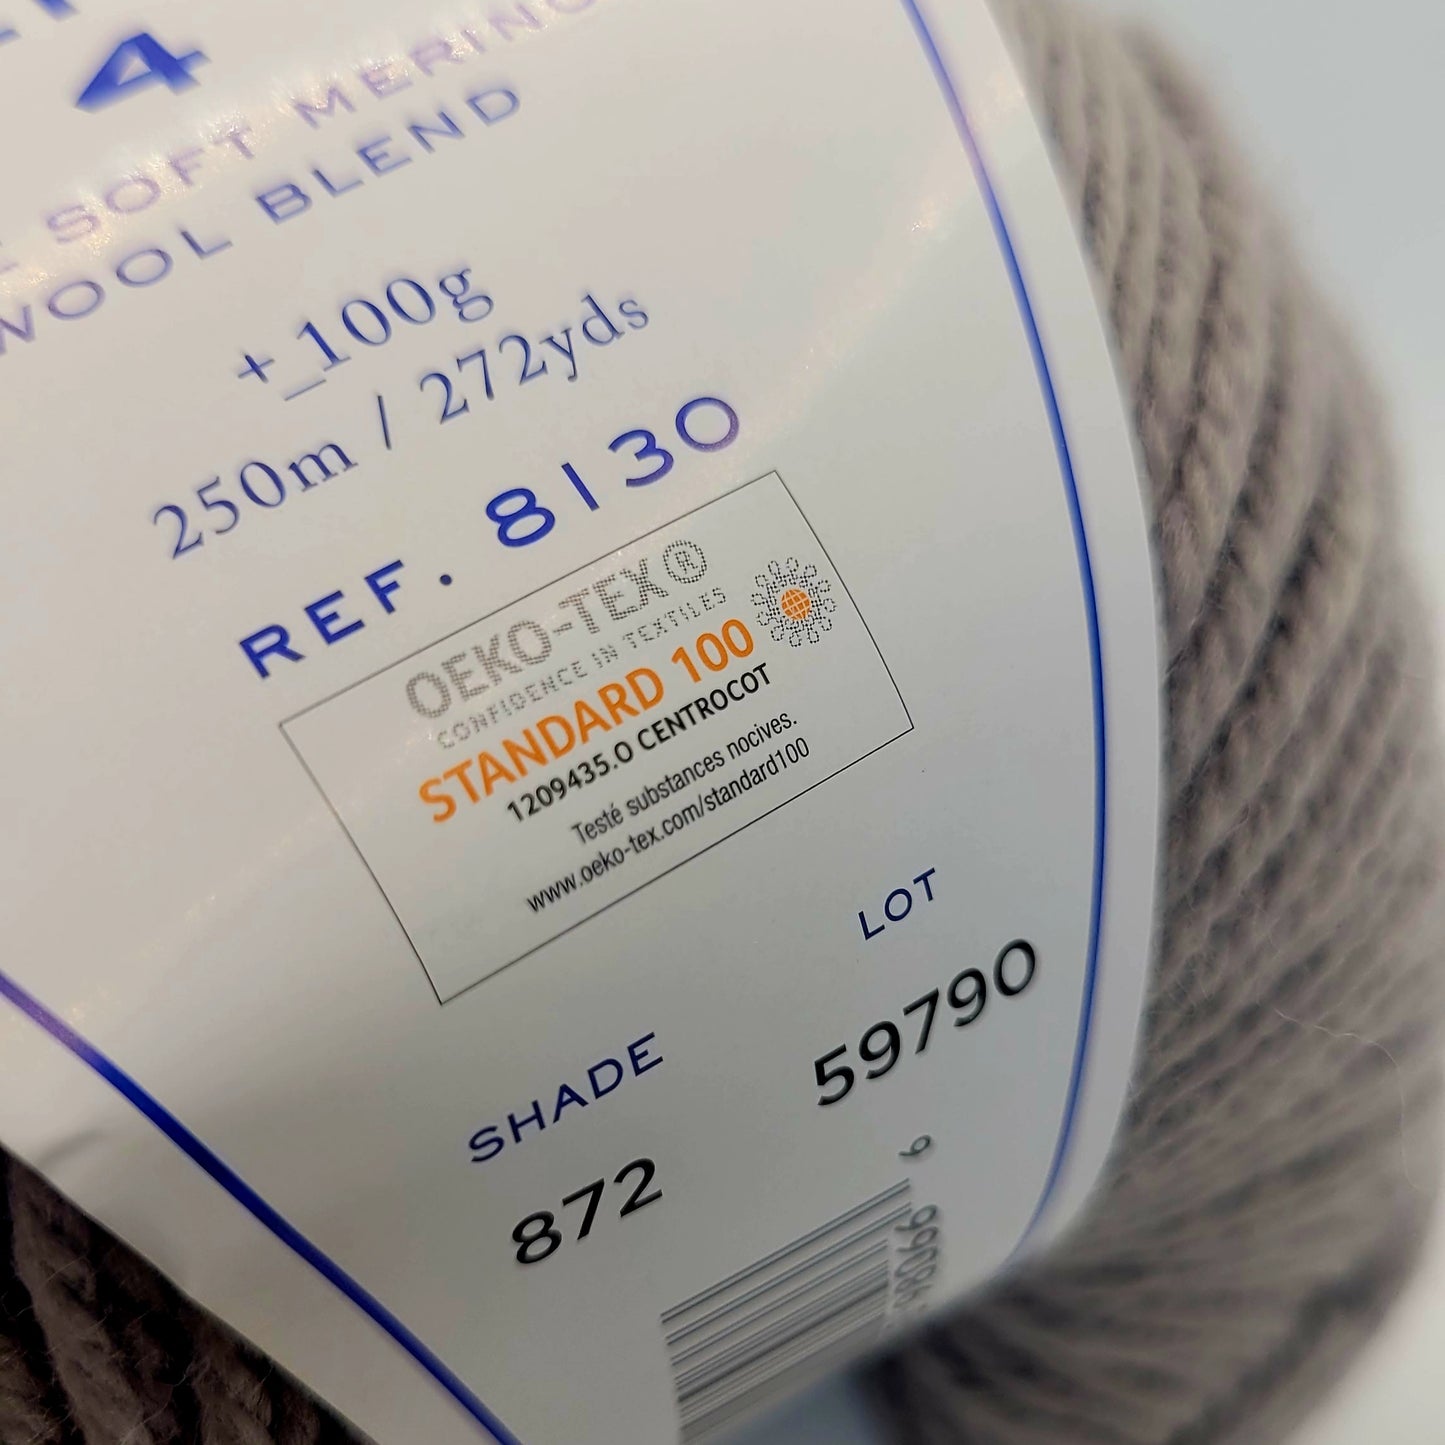 4
SOFT MERINO
WOOL BLEND
+_100g
250m / 272yds
REF. 8130
OEKO-TEX®
CONFIDENCE IN TEXTILES
STANDARD 100
1209435.O CENTROCOT
Testé substances nocives.
www.oeko-tex.com/standard100
LOT
59790
SHADE
872